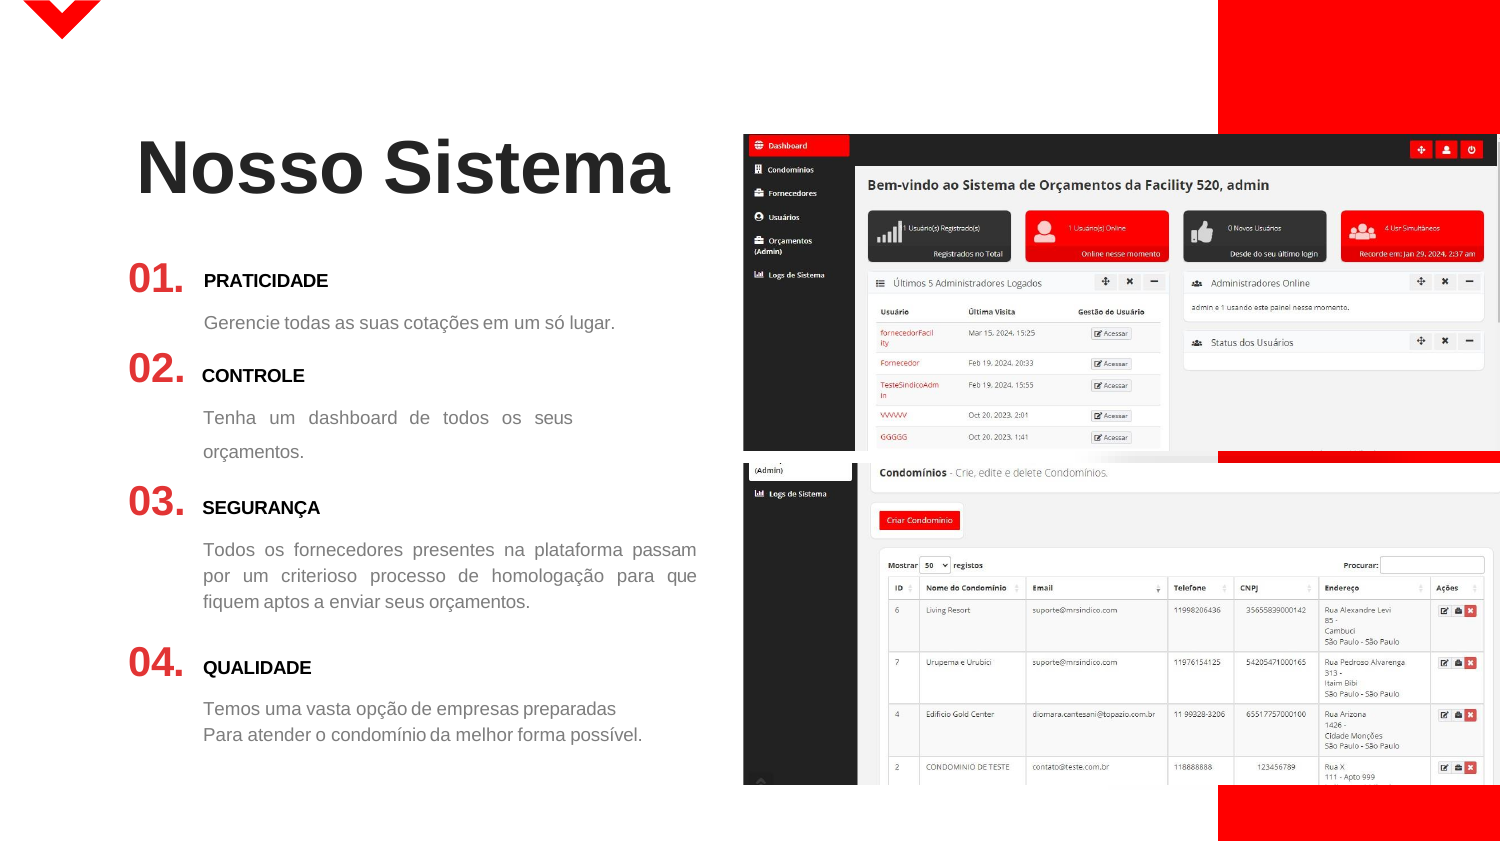 Nosso Sistema
01. PRATICIDADE
Gerencie todas as suas cotações em um só lugar.
02. CONTROLE
Tenha um dashboard de todos os seus
orçamentos.
03. SEGURANÇA
Todos os fornecedores presentes na plataforma passam
por um criterioso processo de homologação para que
fiquem aptos a enviar seus orçamentos.
04. QUALIDADE
Temos uma vasta opção de empresas preparadas
Para atender o condomínio da melhor forma possível.
Dashboard
Condomínios
Fornecedores
Usuários
Orçamentos
(Admin)
Logs de Sistema
Bem-vindo ao Sistema de Orçamentos da Facility 520, admin
1 Usuário(s) Registrado(s)
Registrados no Total
1 Usuário(s) Online
Online nesse momento
0 Novos Usuários
Desde do seu último login
4 Usr Simultâneos
Recorde em: Jan 29, 2024, 2:37 am
Últimos 5 Administradores Logados
Usuário Última Visita Gestão do Usuário
fornecedorFacil
ity
Mar 15, 2024, 15:25 Acessar
Fornecedor Feb 19, 2024, 20:33 Acessar
TesteSindicoAdm
in
Feb 19, 2024, 15:55 Acessar
VVVVVV Oct 20, 2023, 2:01 Acessar
GGGGG Oct 20, 2023, 1:41 Acessar
Administradores Online
admin e 1 usando este painel nesse momento.
Status dos Usuários
(Admin)
Logs de Sistema
Condomínios - Crie, edite e delete Condomínios.
Criar Condomínio
Mostrar 50 registos
Procurar:
ID Nome do Condomínio Email Telefone CNPJ Endereço Ações
6 Living Resort suporte@mrsindico.com 11998206436 35655839000142 Rua Alexandre Levi
85 -
Cambuci
São Paulo - São Paulo
7 Urupema e Urubici suporte@mrsindico.com 11976154125 54205471000165 Rua Pedroso Alvarenga
313 -
Itaim Bibi
São Paulo - São Paulo
4 Edifício Gold Center diomara.cantesani@topazio.com.br 11 99328-3206 65517757000100 Rua Arizona
1426 -
Cidade Monções
São Paulo - São Paulo
2 CONDOMINIO DE TESTE contato@teste.com.br 118888888 123456789 Rua X
111 - Apto 999